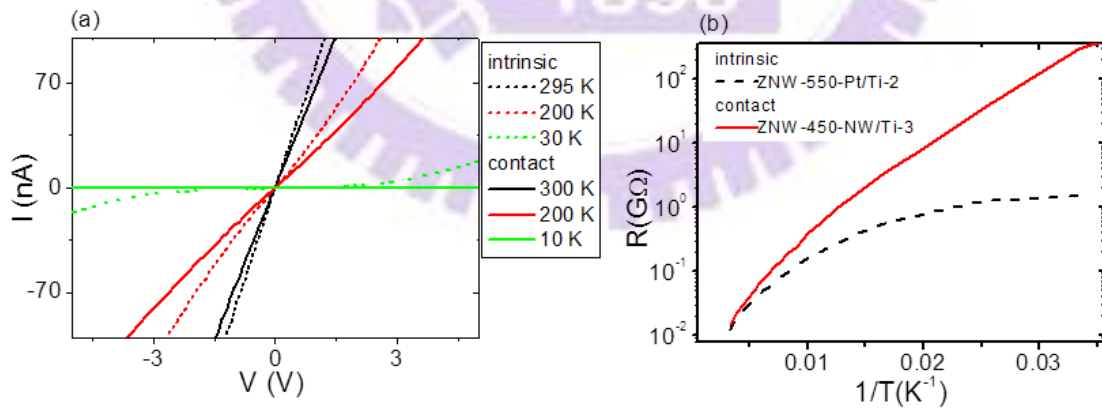 (a)
70
0
-70
I (nA)
-3
0
3
V (V)
intrinsic
295 K
200 K
30 K
contact
300 K
200 K
10 K
(b)
10²
10¹
10⁰
10⁻¹
10⁻²
R(GΩ)
intrinsic
ZNW-550-Pt/Ti-2
contact
ZNW-450-NW/Ti-3
0.01
0.02
0.03
1/T(K⁻¹)